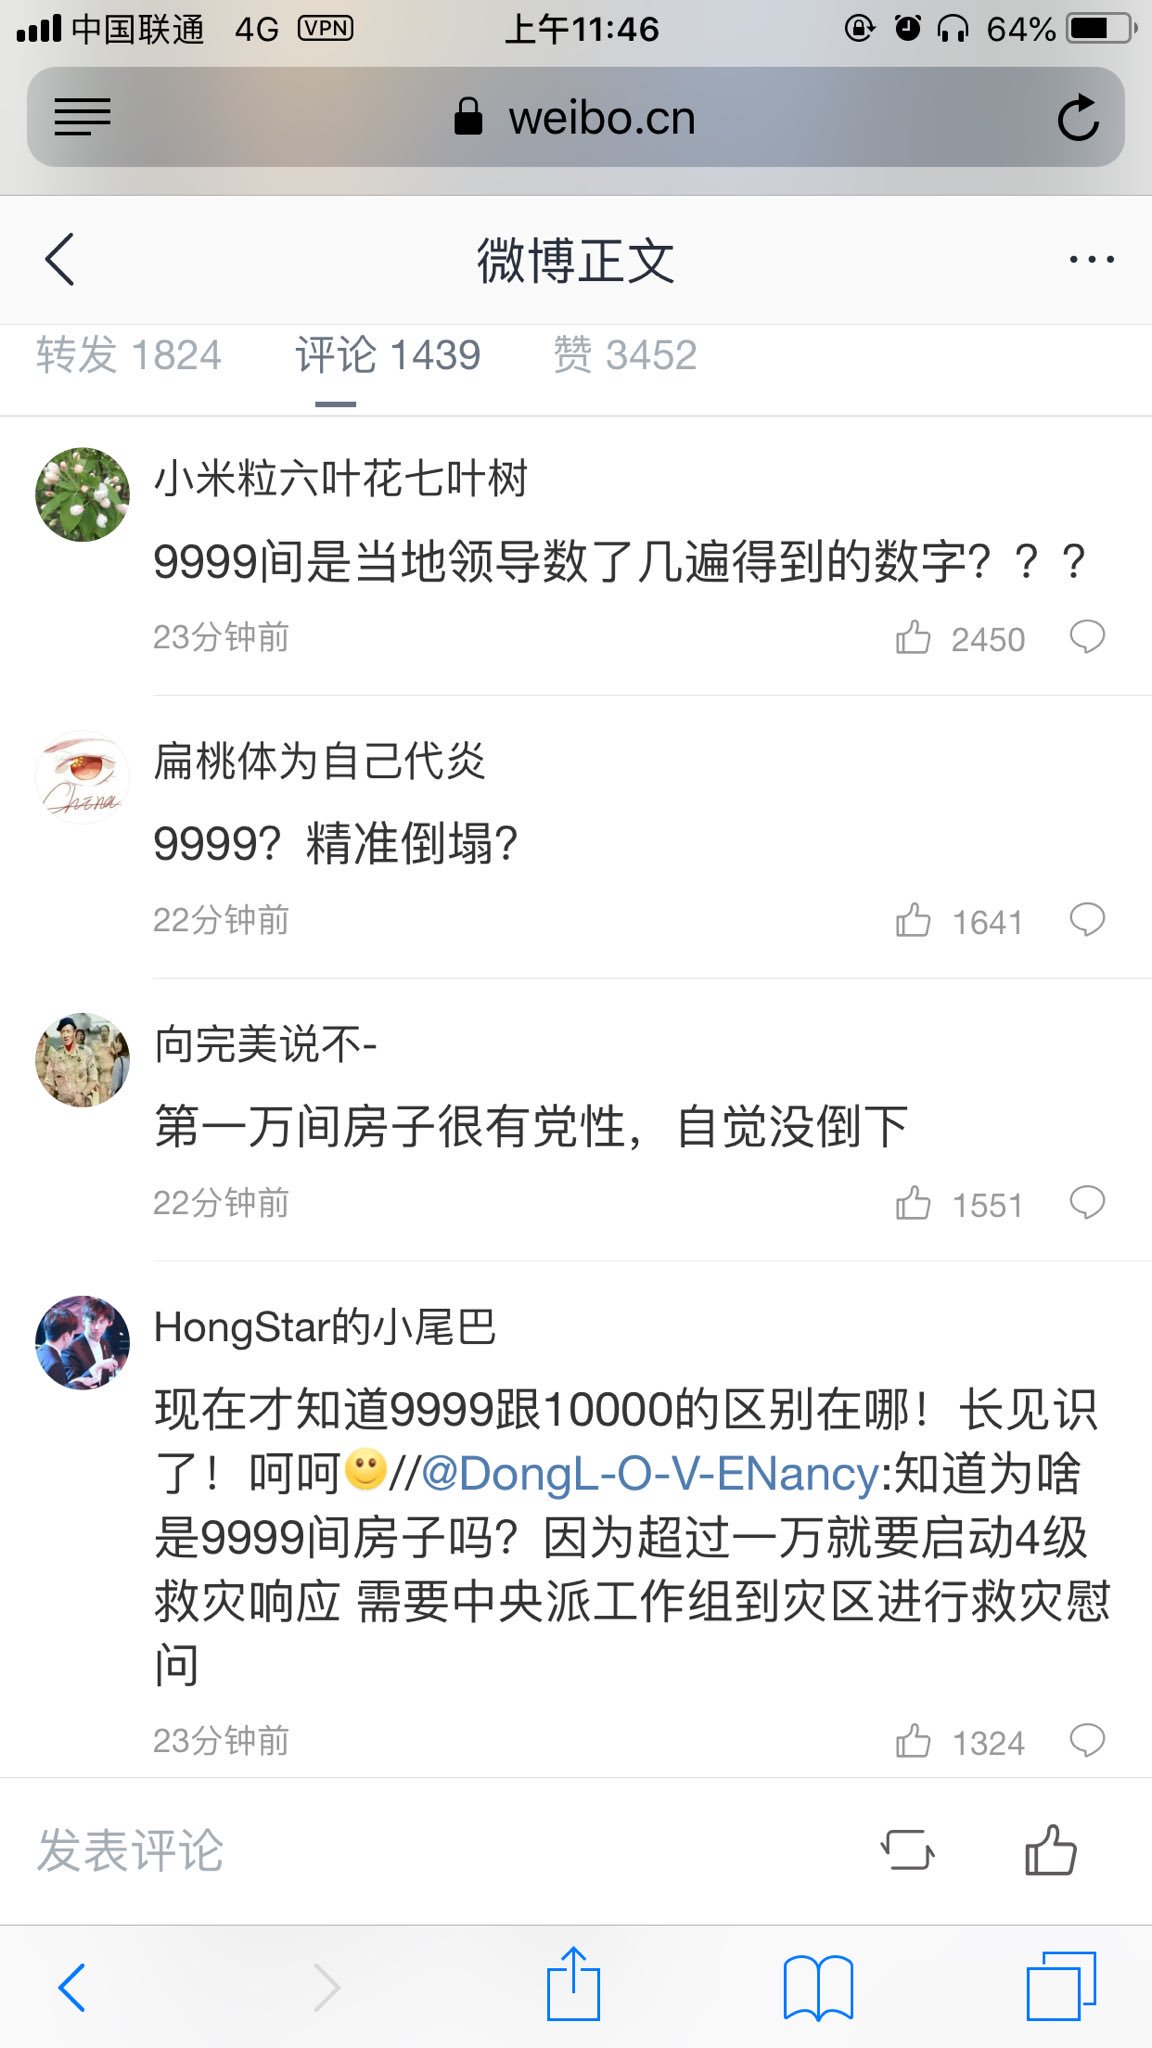 中国联通 4G VPN 上午11:46 64%
weibo.cn
微博正文
转发 1824 评论 1439 赞 3452
小米粒六叶花七叶树
9999间是当地领导数了几遍得到的数字？？？
23分钟前 2450
扁桃体为自己代炎
9999？精准倒塌？
22分钟前 1641
向完美说不-
第一万间房子很有党性，自觉没倒下
22分钟前 1551
HongStar的小尾巴
现在才知道9999跟10000的区别在哪！长见识
了！呵呵//@DongL-O-V-ENancy:知道为啥
是9999间房子吗？因为超过一万就要启动4级
救灾响应 需要中央派工作组到灾区进行救灾慰
问
23分钟前 1324
发表评论